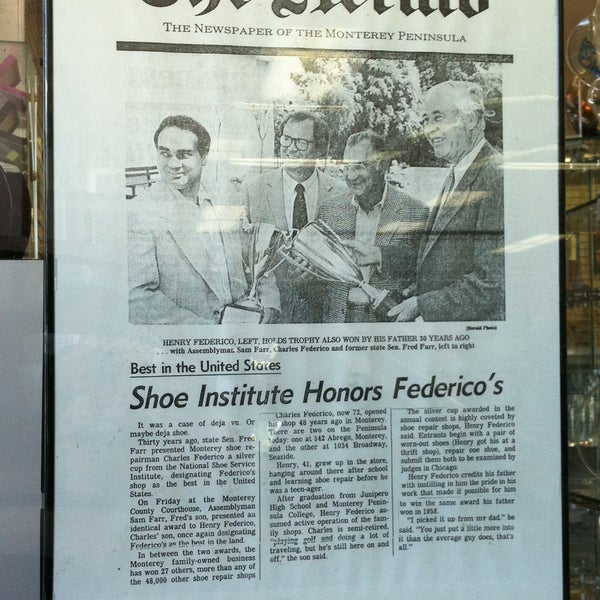 The Herald
THE NEWSPAPER OF THE MONTEREY PENINSULA
(Herald Photo)
HENRY FEDERICO, LEFT, HOLDS TROPHY ALSO WON BY HIS FATHER 30 YEARS AGO
. . . with Assemblyman Sam Farr, Charles Federico and former state Sen. Fred Farr, left to right
Best in the United States
Shoe Institute Honors Federico's
It was a case of deja vu. Or
maybe deja shoe.
Thirty years ago, state Sen. Fred
Farr presented Monterey shoe re-
pairman Charles Federico a silver
cup from the National Shoe Service
Institute, designating Federico's
shop as the best in the United
States.
On Friday at the Monterey
County Courthouse, Assemblyman
Sam Farr, Fred's son, presented an
identical award to Henry Federico,
Charles' son, once again designating
Federico's as the best in the land.
In between the two awards, the
Monterey family-owned business
has won 27 others, more than any of
the 48,000 other shoe repair shops
Charles Federico, now 72, opened
his shop 48 years ago in Monterey.
There are two on the Peninsula
today: one at 542 Abrego, Monterey,
and the other at 1034 Broadway,
Seaside.
Henry, 41, grew up in the store,
hanging around there after school
and learning shoe repair before he
was a teen-ager.
After graduation from Junipero
High School and Monterey Penin-
sula College, Henry Federico as-
sumed active operation of the fam-
ily shops. Charles is semi-retired,
"playing golf and doing a lot of
traveling, but he's still here on and
off," the son said.
The silver cup awarded in the
annual contest is highly coveted by
shoe repair shops, Henry Federico
said. Entrants begin with a pair of
worn-out shoes (Henry got his at a
thrift shop), repair one shoe, and
submit them both to be examined by
judges in Chicago.
Henry Federico credits his father
with instilling in him the pride in his
work that made it possible for him
to win the same award his father
won in 1958.
"I picked it up from my dad," he
said. "You just put a little more into
it than the average guy does, that's
all."